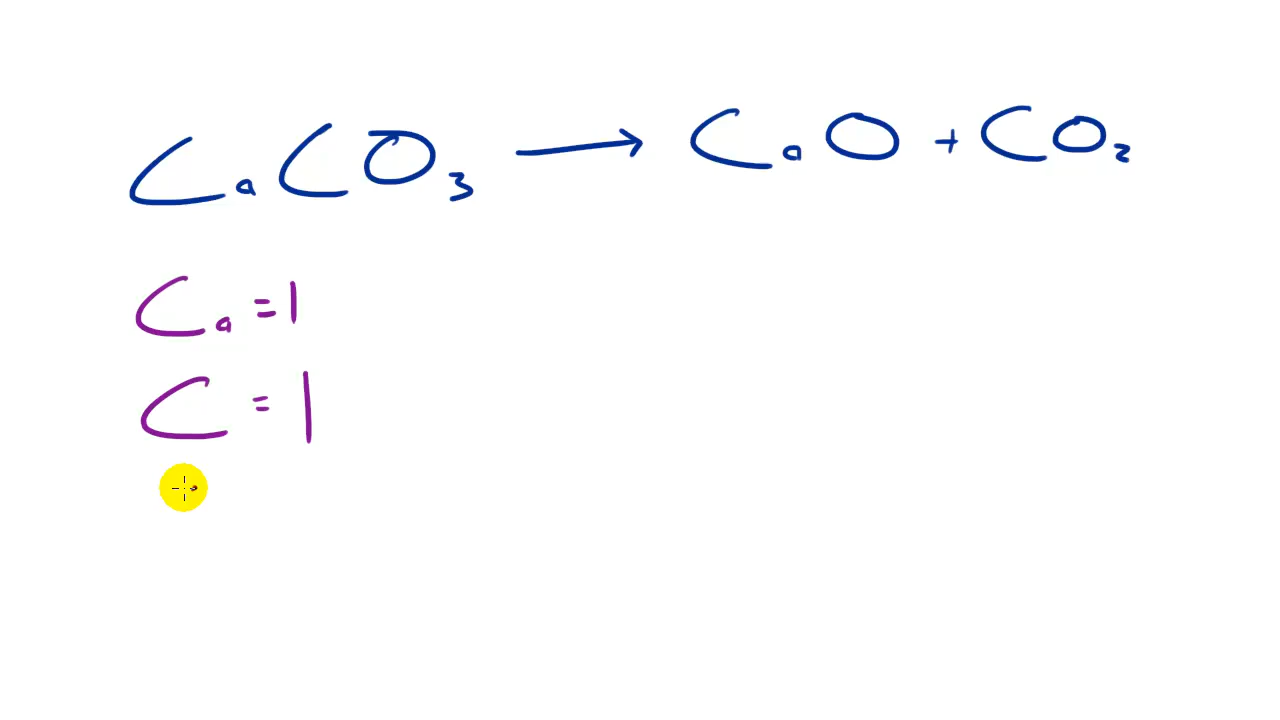 CaCO₃ → CaO + CO₂
Ca = 1
C = 1